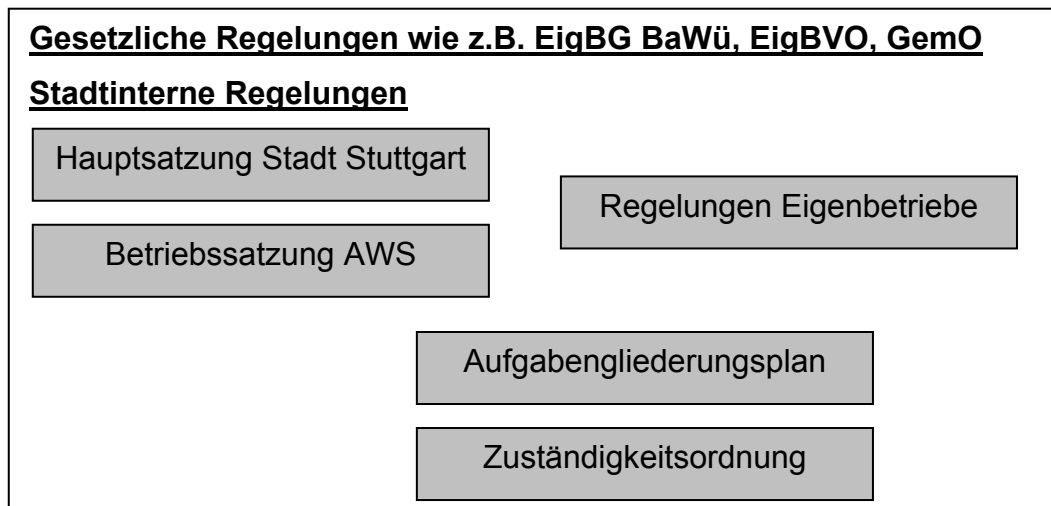 Gesetzliche Regelungen wie z.B. EigBG BaWü, EigBVO, GemO
Stadtinterne Regelungen
Hauptsatzung Stadt Stuttgart
Regelungen Eigenbetriebe
Betriebssatzung AWS
Aufgabengliederungsplan
Zuständigkeitsordnung